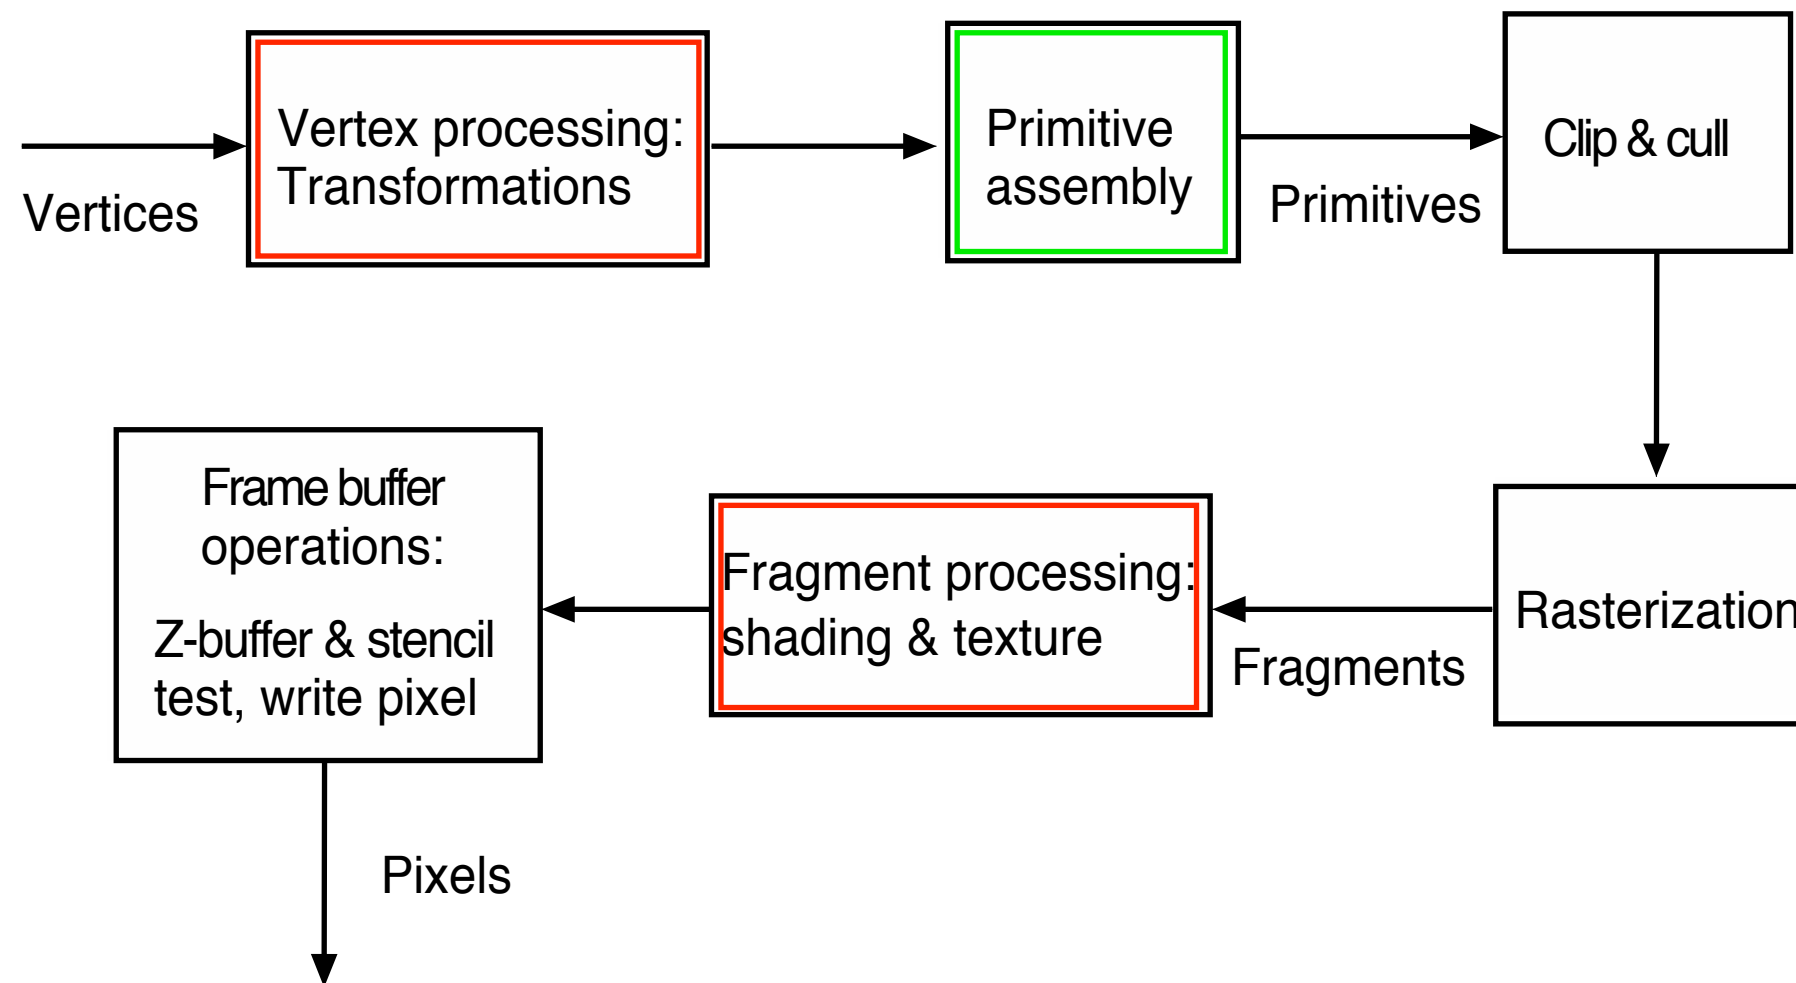 Vertices
Vertex processing:
Transformations
Primitive
assembly
Primitives
Clip & cull
Rasterization
Fragments
Fragment processing:
shading & texture
Frame buffer
operations:
Z-buffer & stencil
test, write pixel
Pixels